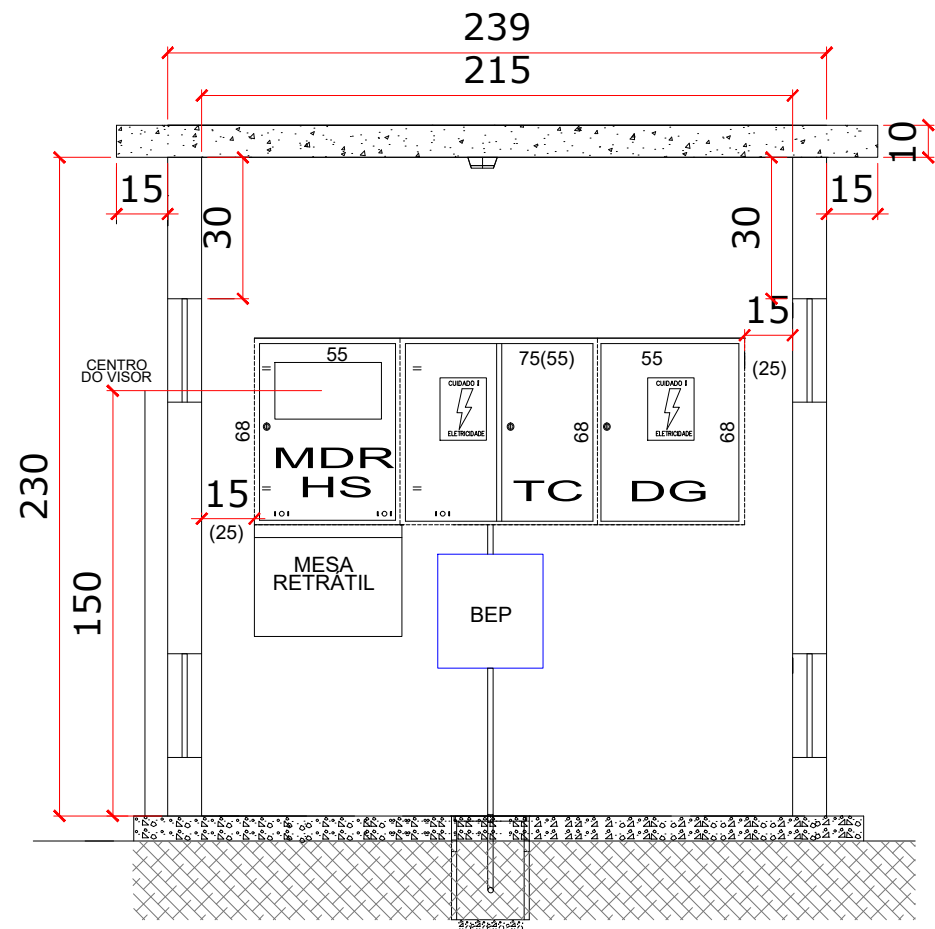 239
215
10
15
15
30
30
15
(25)
CENTRO
DO VISOR
55
75(55)
55
CUIDADO !
ELETRICIDADE
CUIDADO !
ELETRICIDADE
68
68
68
MDR
HS
TC
DG
15
(25)
230
150
MESA
RETRÁTIL
BEP